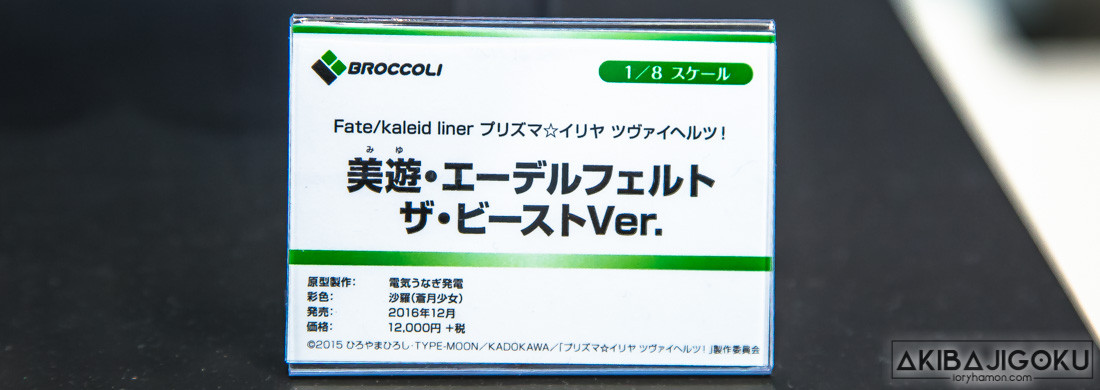 BROCCOLI
1/8 スケール
Fate/kaleid liner プリズマ☆イリヤ ツヴァイヘルツ!
みゆ
美遊・エーデルフェルト
ザ・ビーストVer.
原型製作: 電気うなぎ発電
彩色: 沙羅(蒼月少女)
発売: 2016年12月
価格: 12,000円 +税
©2015 ひろやまひろし・TYPE-MOON/KADOKAWA/「プリズマ☆イリヤ ツヴァイヘルツ!」製作委員会
AKIBAJIGOKU
loryhamon.com